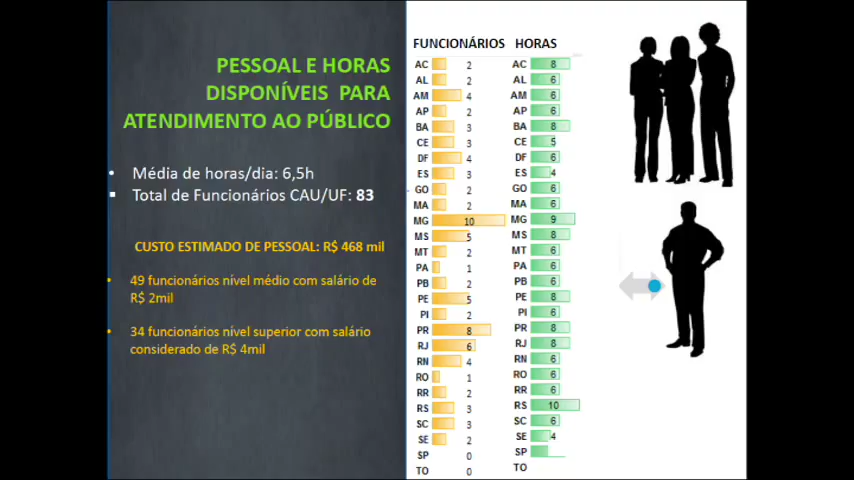 PESSOAL E HORAS
DISPONÍVEIS PARA
ATENDIMENTO AO PÚBLICO
Média de horas/dia: 6,5h
Total de Funcionários CAU/UF: 83
CUSTO ESTIMADO DE PESSOAL: R$ 468 mil
49 funcionários nível médio com salário de
R$ 2mil
34 funcionários nível superior com salário
considerado de R$ 4mil
FUNCIONÁRIOS
AC 2
AL 2
AM 4
AP 2
BA 3
CE 3
DF 4
ES 3
GO 2
MA 2
MG 10
MS 5
MT 2
PA 1
PB 2
PE 5
PI 2
PR 8
RJ 6
RN 4
RO 1
RR 2
RS 3
SC 3
SE 2
SP 0
TO 0
HORAS
AC 8
AL 6
AM 6
AP 6
BA 8
CE 5
DF 6
ES 4
GO 6
MA 6
MG 9
MS 8
MT 6
PA 6
PB 6
PE 8
PI 6
PR 8
RJ 8
RN 6
RO 6
RR 6
RS 10
SC 6
SE 4
SP
TO